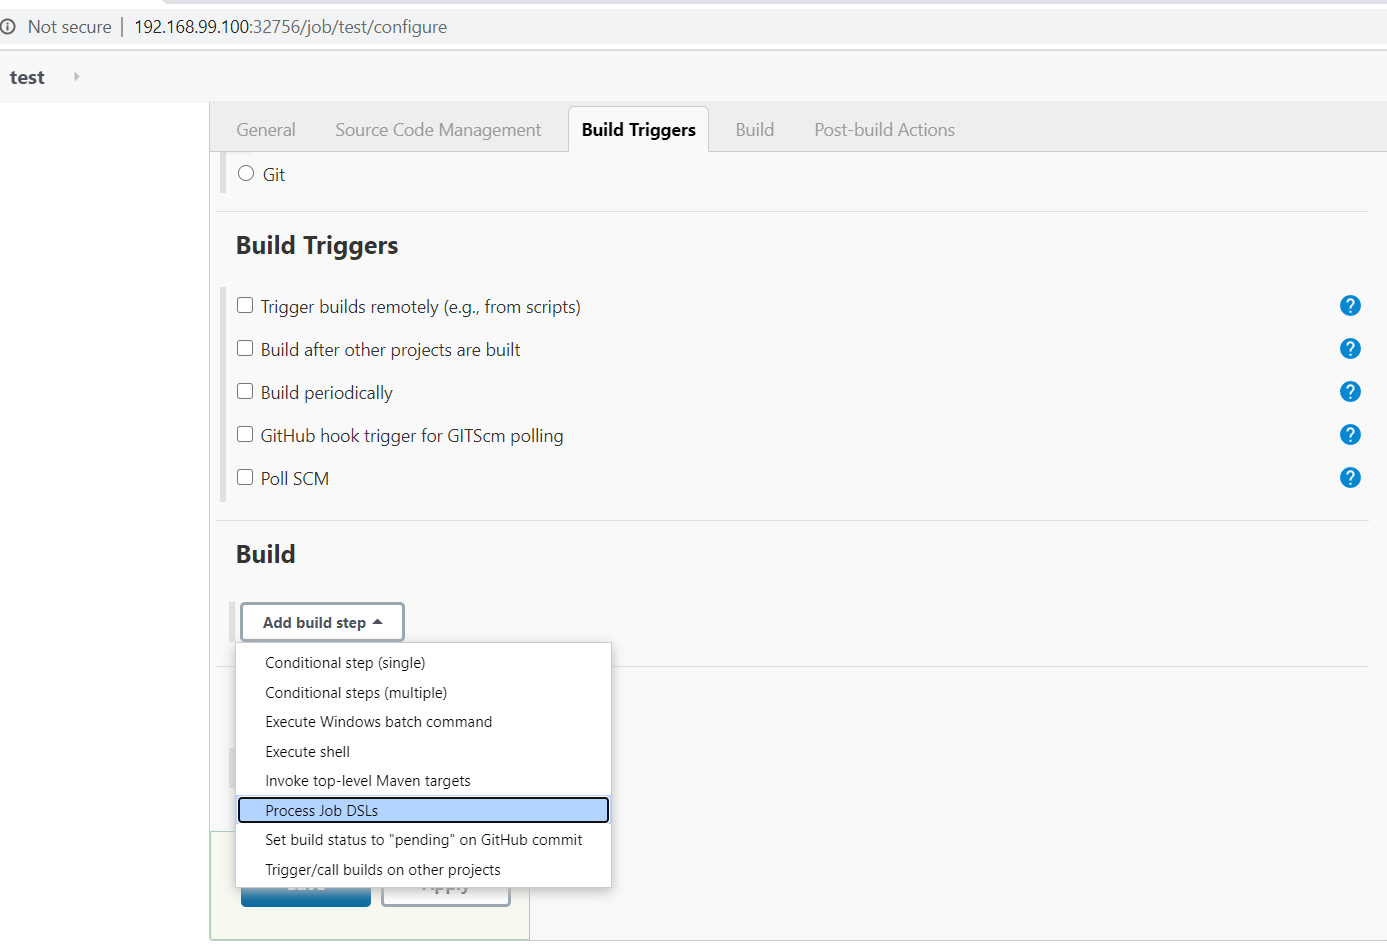 Not secure | 192.168.99.100:32756/job/test/configure
test
General Source Code Management Build Triggers Build Post-build Actions
Git
Build Triggers
Trigger builds remotely (e.g., from scripts) ?
Build after other projects are built ?
Build periodically ?
GitHub hook trigger for GITScm polling ?
Poll SCM ?
Build
Add build step
Conditional step (single)
Conditional steps (multiple)
Execute Windows batch command
Execute shell
Invoke top-level Maven targets
Process Job DSLs
Set build status to "pending" on GitHub commit
Trigger/call builds on other projects
Save Apply